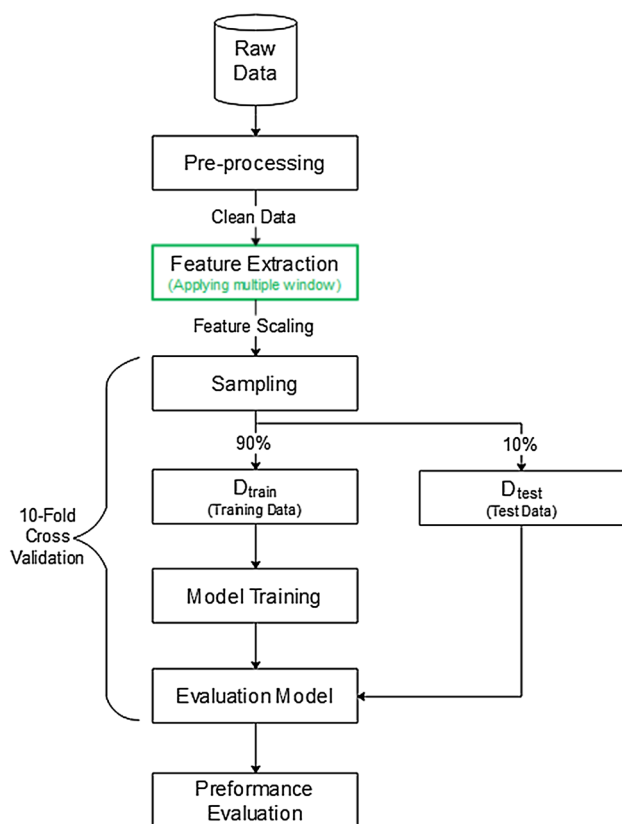 Raw
Data
Pre-processing
Clean Data
Feature Extraction
(Applying multiple window)
Feature Scaling
Sampling
90%
10%
Dtrain
(Training Data)
Dtest
(Test Data)
10-Fold
Cross
Validation
Model Training
Evaluation Model
Preformance
Evaluation